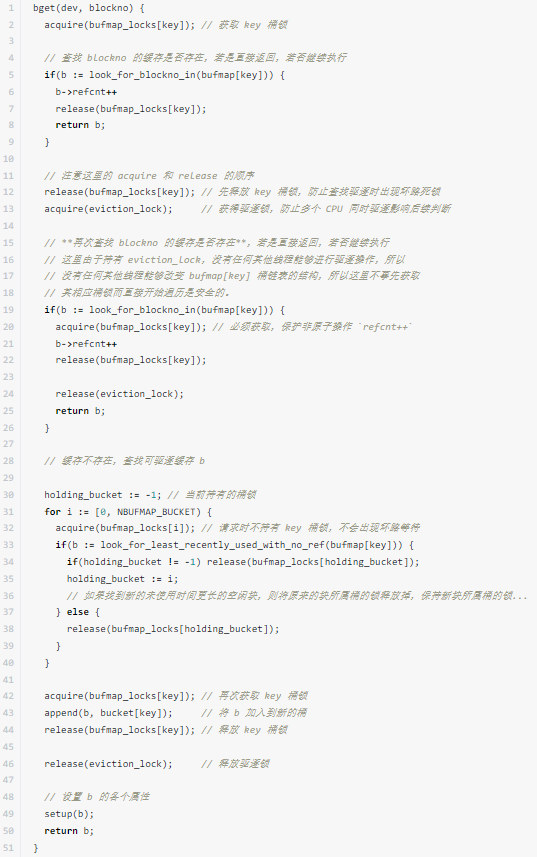 1 bget(dev, blockno) {
2 acquire(bufmap_locks[key]); // 获取 key 桶锁
3
4 // 查找 blockno 的缓存是否存在，若是直接返回，若否继续执行
5 if(b := look_for_blockno_in(bufmap[key])) {
6 b->refcnt++
7 release(bufmap_locks[key]);
8 return b;
9 }
10
11 // 注意这里的 acquire 和 release 的顺序
12 release(bufmap_locks[key]); // 先释放 key 桶锁，防止查找驱逐时出现环路死锁
13 acquire(eviction_lock); // 获得驱逐锁，防止多个 CPU 同时驱逐影响后续判断
14
15 // **再次查找 blockno 的缓存是否存在**，若是直接返回，若否继续执行
16 // 这里由于持有 eviction_lock，没有任何其他线程能够进行驱逐操作，所以
17 // 没有任何其他线程能够改变 bufmap[key] 桶链表的结构，所以这里不事先获取
18 // 其相应桶锁而直接开始遍历是安全的。
19 if(b := look_for_blockno_in(bufmap[key])) {
20 acquire(bufmap_locks[key]); // 必须获取，保护非原子操作 `refcnt++`
21 b->refcnt++
22 release(bufmap_locks[key]);
23
24 release(eviction_lock);
25 return b;
26 }
27
28 // 缓存不存在，查找可驱逐缓存 b
29
30 holding_bucket := -1; // 当前持有的桶锁
31 for i := [0, NBUFMAP_BUCKET) {
32 acquire(bufmap_locks[i]); // 请求时不持有 key 桶锁，不会出现环路等待
33 if(b := look_for_least_recently_used_with_no_ref(bufmap[key])) {
34 if(holding_bucket != -1) release(bufmap_locks[holding_bucket]);
35 holding_bucket := i;
36 // 如果找到新的未使用时间更长的空闲块，则将原来的块所属桶的锁释放掉，保持新块所属桶的锁...
37 } else {
38 release(bufmap_locks[holding_bucket]);
39 }
40 }
41
42 acquire(bufmap_locks[key]); // 再次获取 key 桶锁
43 append(b, bucket[key]); // 将 b 加入到新的桶
44 release(bufmap_locks[key]); // 释放 key 桶锁
45
46 release(eviction_lock); // 释放驱逐锁
47
48 // 设置 b 的各个属性
49 setup(b);
50 return b;
51 }